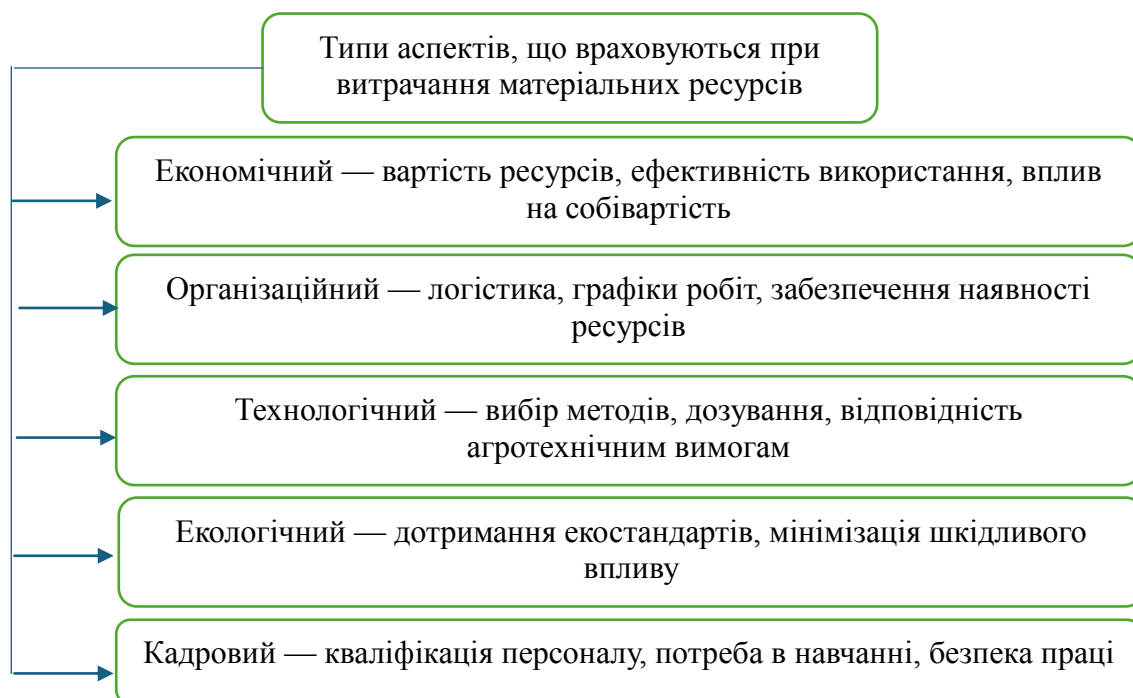 Типи аспектів, що враховуються при
витрачання матеріальних ресурсів
Економічний — вартість ресурсів, ефективність використання, вплив
на собівартість
Організаційний — логістика, графіки робіт, забезпечення наявності
ресурсів
Технологічний — вибір методів, дозування, відповідність
агротехнічним вимогам
Екологічний — дотримання екостандартів, мінімізація шкідливого
впливу
Кадровий — кваліфікація персоналу, потреба в навчанні, безпека праці